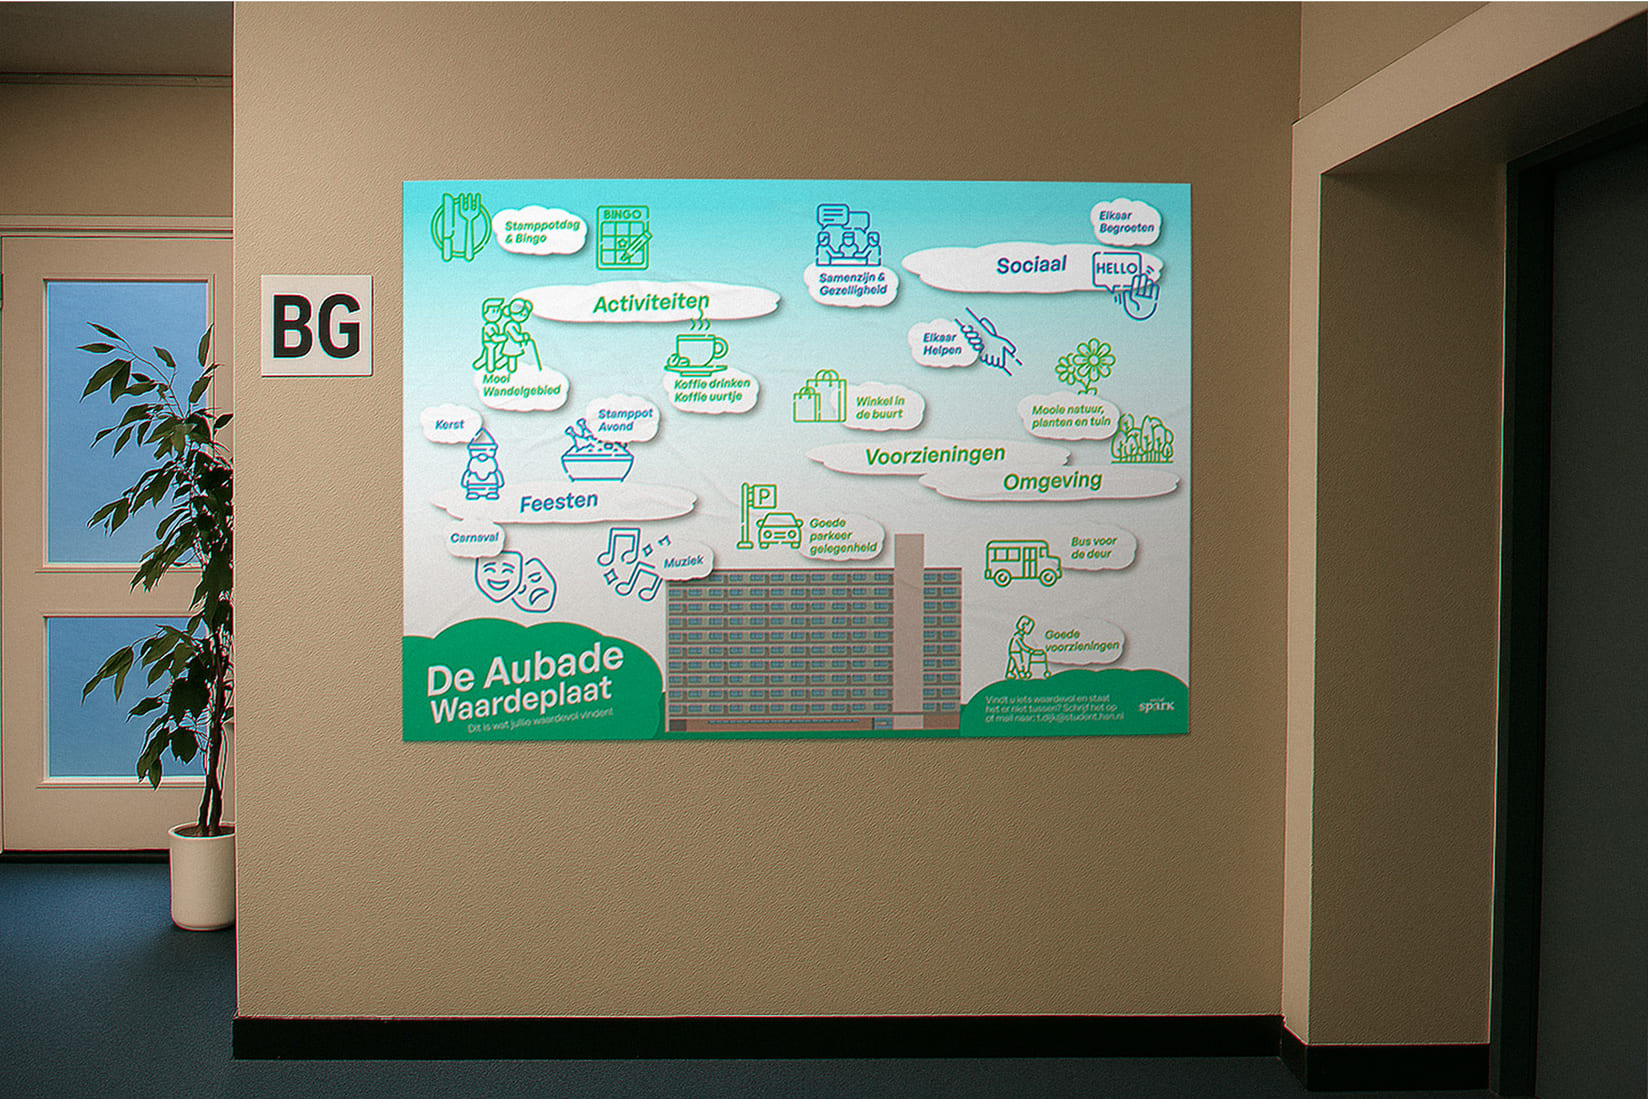 BG
Stamppotdag
& Bingo
BINGO
Activiteiten
Mooi
Wandelgebied
Koffie drinken
Koffie uurtje
Samenzijn &
Gezelligheid
Sociaal
Elkaar
Begroeten
HELLO
Elkaar
Helpen
Kerst
Stamppot
Avond
Feesten
Carnaval
Muziek
Winkel in
de buurt
Mooie natuur,
planten en tuin
Voorzieningen
Omgeving
P
Goede
parkeer
gelegenheid
Bus voor
de deur
Goede
voorzieningen
De Aubade
Waardeplaat
Dit is wat jullie waardevol vinden!
Vindt u iets waardevol en staat
het er niet tussen? Schrijf het op
of mail naar: t.dijk@student.han.nl
spark